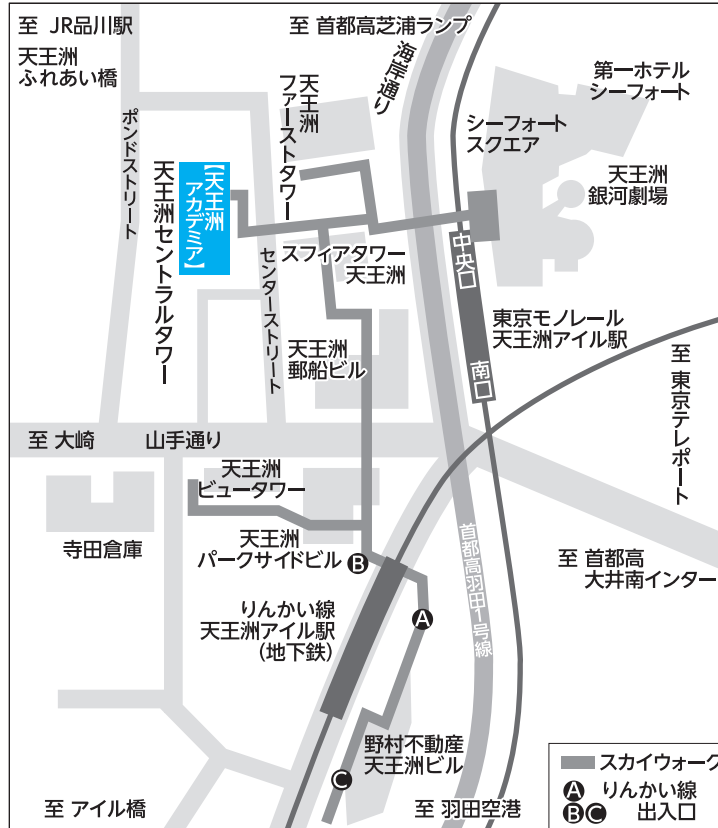 至 JR品川駅
至 首都高芝浦ランプ
天王洲
ふれあい橋
海岸通り
天王洲
ファーストタワー
第一ホテル
シーフォート
シーフォート
スクエア
ボンドストリート
天王洲セントラルタワー
【天王洲
アカデミア】
天王洲
銀河劇場
中央口
スフィアタワー
天王洲
センターストリート
東京モノレール
天王洲アイル駅
天王洲
郵船ビル
南口
至 東京テレポート
至 大崎
山手通り
天王洲
ビュータワー
寺田倉庫
天王洲
パークサイドビル
B
首都高羽田1号線
至 首都高
大井南インター
りんかい線
天王洲アイル駅
(地下鉄)
A
野村不動産
天王洲ビル
C
スカイウォーク
A りんかい線
BC 出入口
至 アイル橋
至 羽田空港